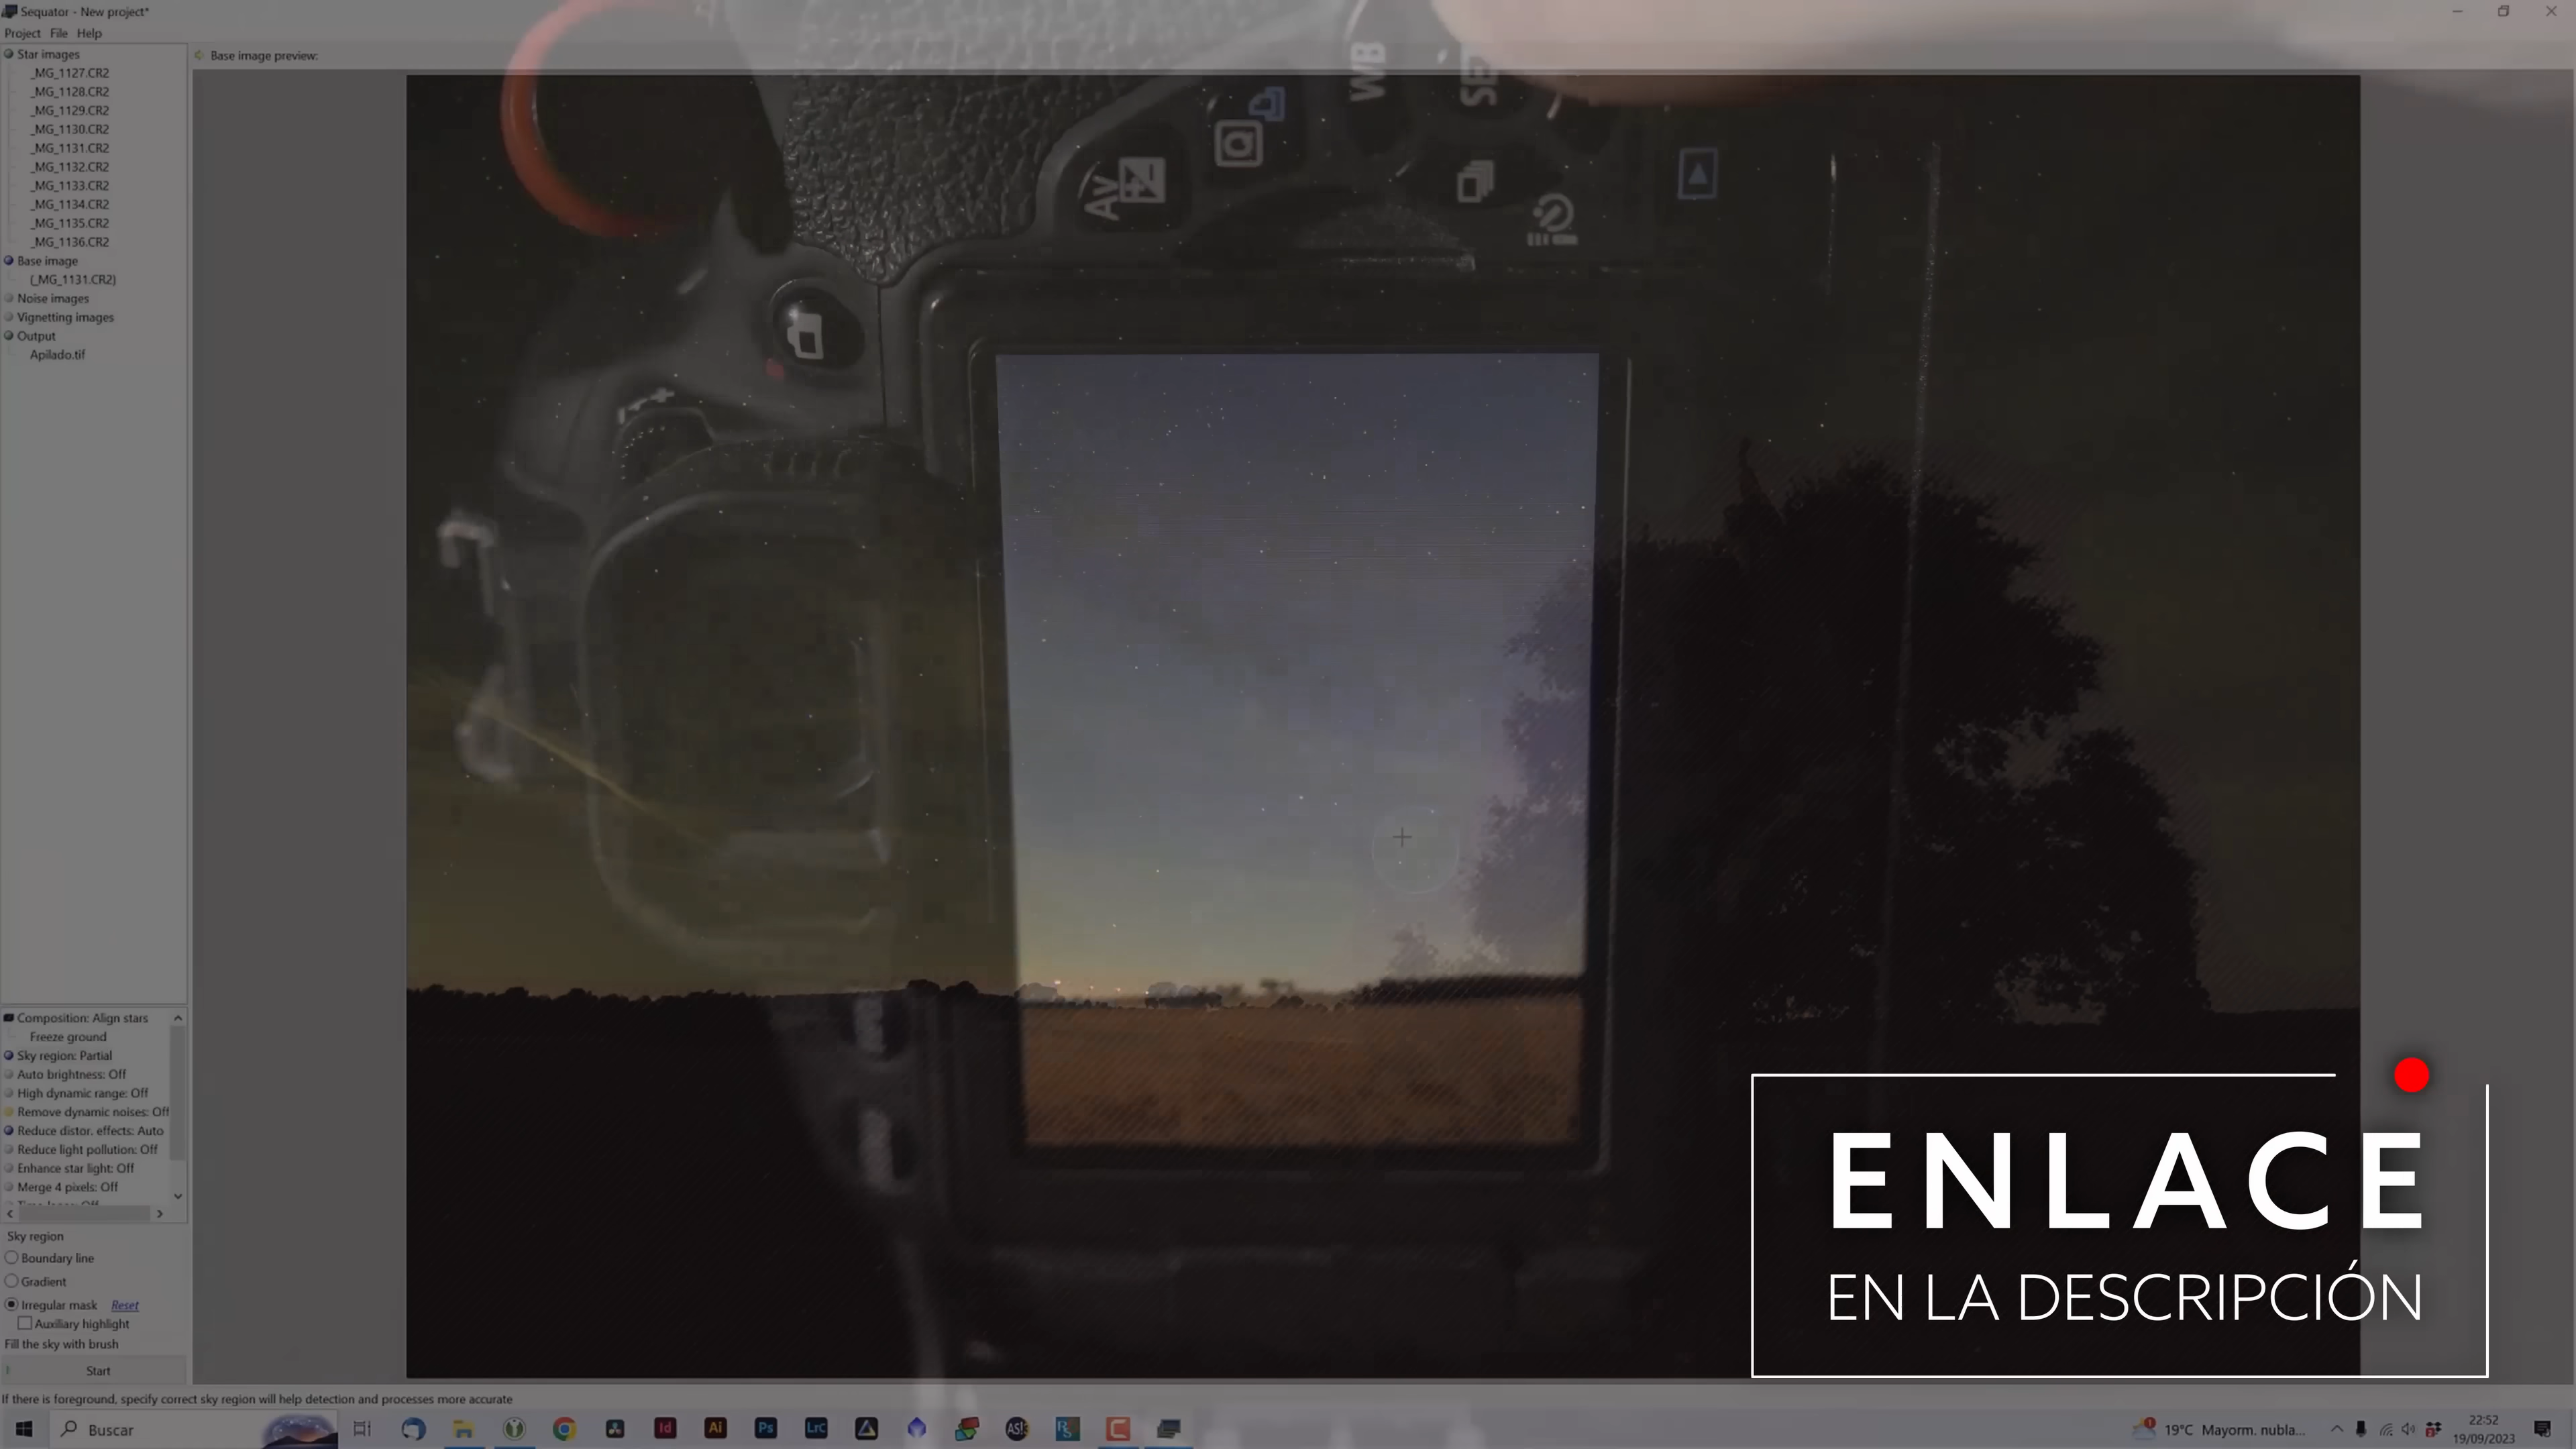 Sequator - New project*
Project File Help
Star images
_MG_1127.CR2
_MG_1128.CR2
_MG_1129.CR2
_MG_1130.CR2
_MG_1131.CR2
_MG_1132.CR2
_MG_1133.CR2
_MG_1134.CR2
_MG_1135.CR2
_MG_1136.CR2
Base image
(_MG_1131.CR2)
Noise images
Vignetting images
Output
Apilado.tif
Base image preview:
WB
Av
Q
Composition: Align stars
Freeze ground
Sky region: Partial
Auto brightness: Off
High dynamic range: Off
Remove dynamic noises: Off
Reduce distor. effects: Auto
Reduce light pollution: Off
Enhance star light: Off
Merge 4 pixels: Off
Sky region
Boundary line
Gradient
Irregular mask Reset
Auxiliary highlight
Fill the sky with brush
Start
If there is foreground, specify correct sky region will help detection and processes more accurate
ENLACE
EN LA DESCRIPCIÓN
Buscar
Id
Ai
Ps
LrC
19°C Mayorm. nubla...
22:52
19/09/2023